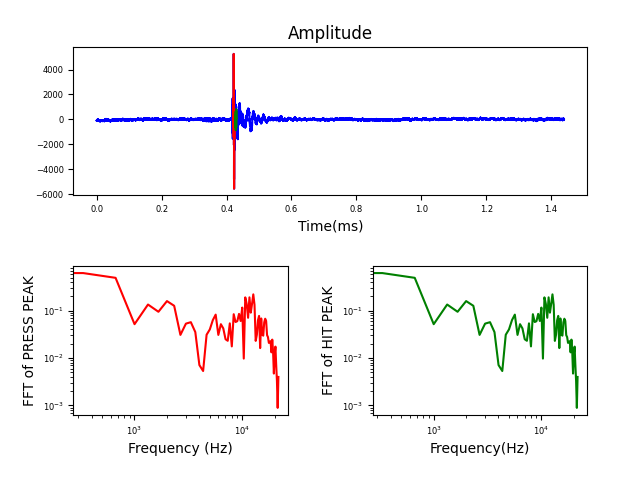 Amplitude
4000
2000
0
−2000
−4000
−6000
0.0 0.2 0.4 0.6 0.8 1.0 1.2 1.4
Time(ms)
FFT of PRESS PEAK
10⁻¹
10⁻²
10⁻³
10³ 10⁴
Frequency (Hz)
FFT of HIT PEAK
10⁻¹
10⁻²
10⁻³
10³ 10⁴
Frequency(Hz)